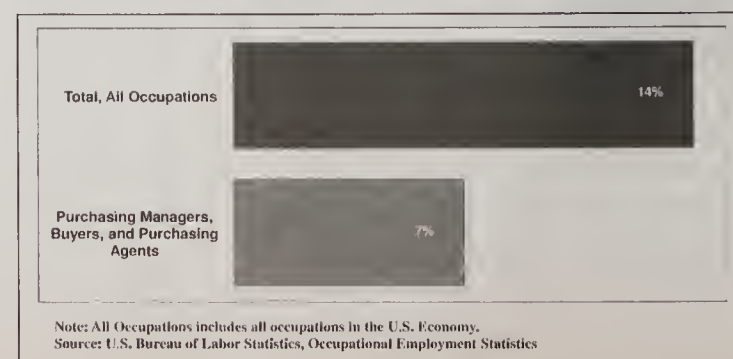 Total, All Occupations
14%
Purchasing Managers,
Buyers, and Purchasing
Agents
7%
Note: All Occupations includes all occupations in the U.S. Economy.
Source: U.S. Bureau of Labor Statistics, Occupational Employment Statistics